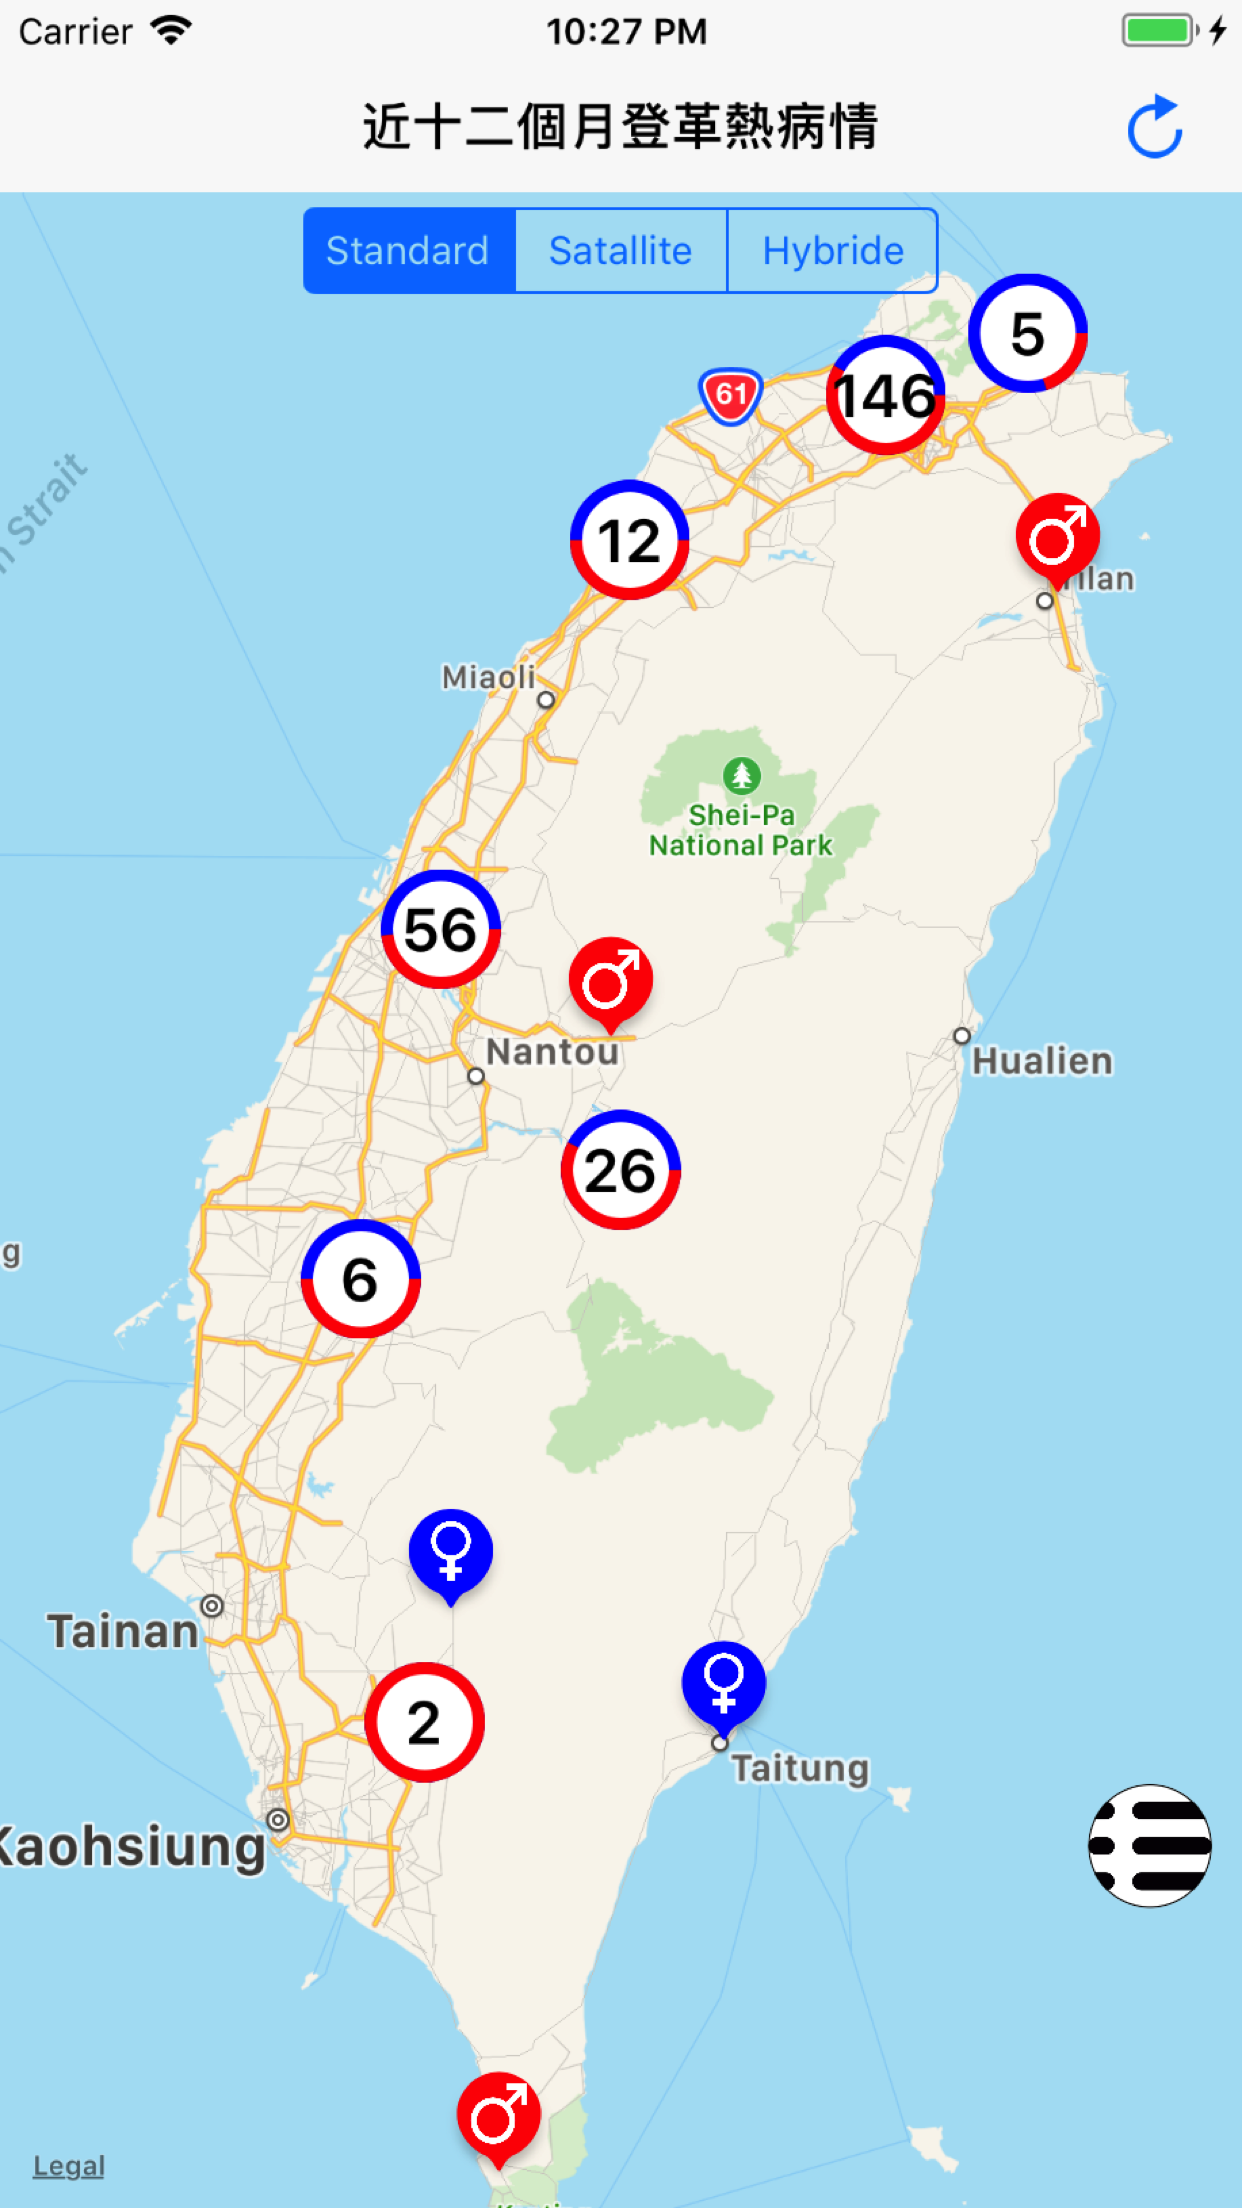 Carrier 10:27 PM
近十二個月登革熱病情
Standard Satallite Hybride
5
146
61
Strait
12
Miaoli
Shei-Pa
National Park
56
Nantou
Hualien
26
g
6
Tainan
2
Taitung
Kaohsiung
Legal